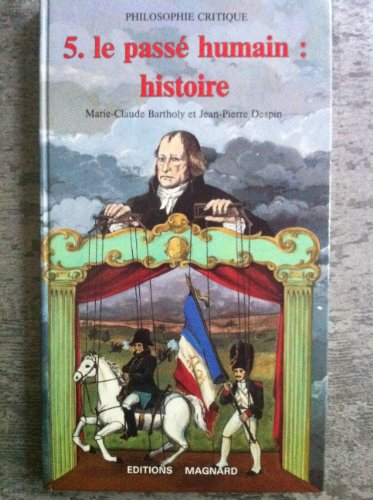 PHILOSOPHIE CRITIQUE
5. le passé humain :
histoire
Marie-Claude Bartholy et Jean-Pierre Despin
EDITIONS MAGNARD